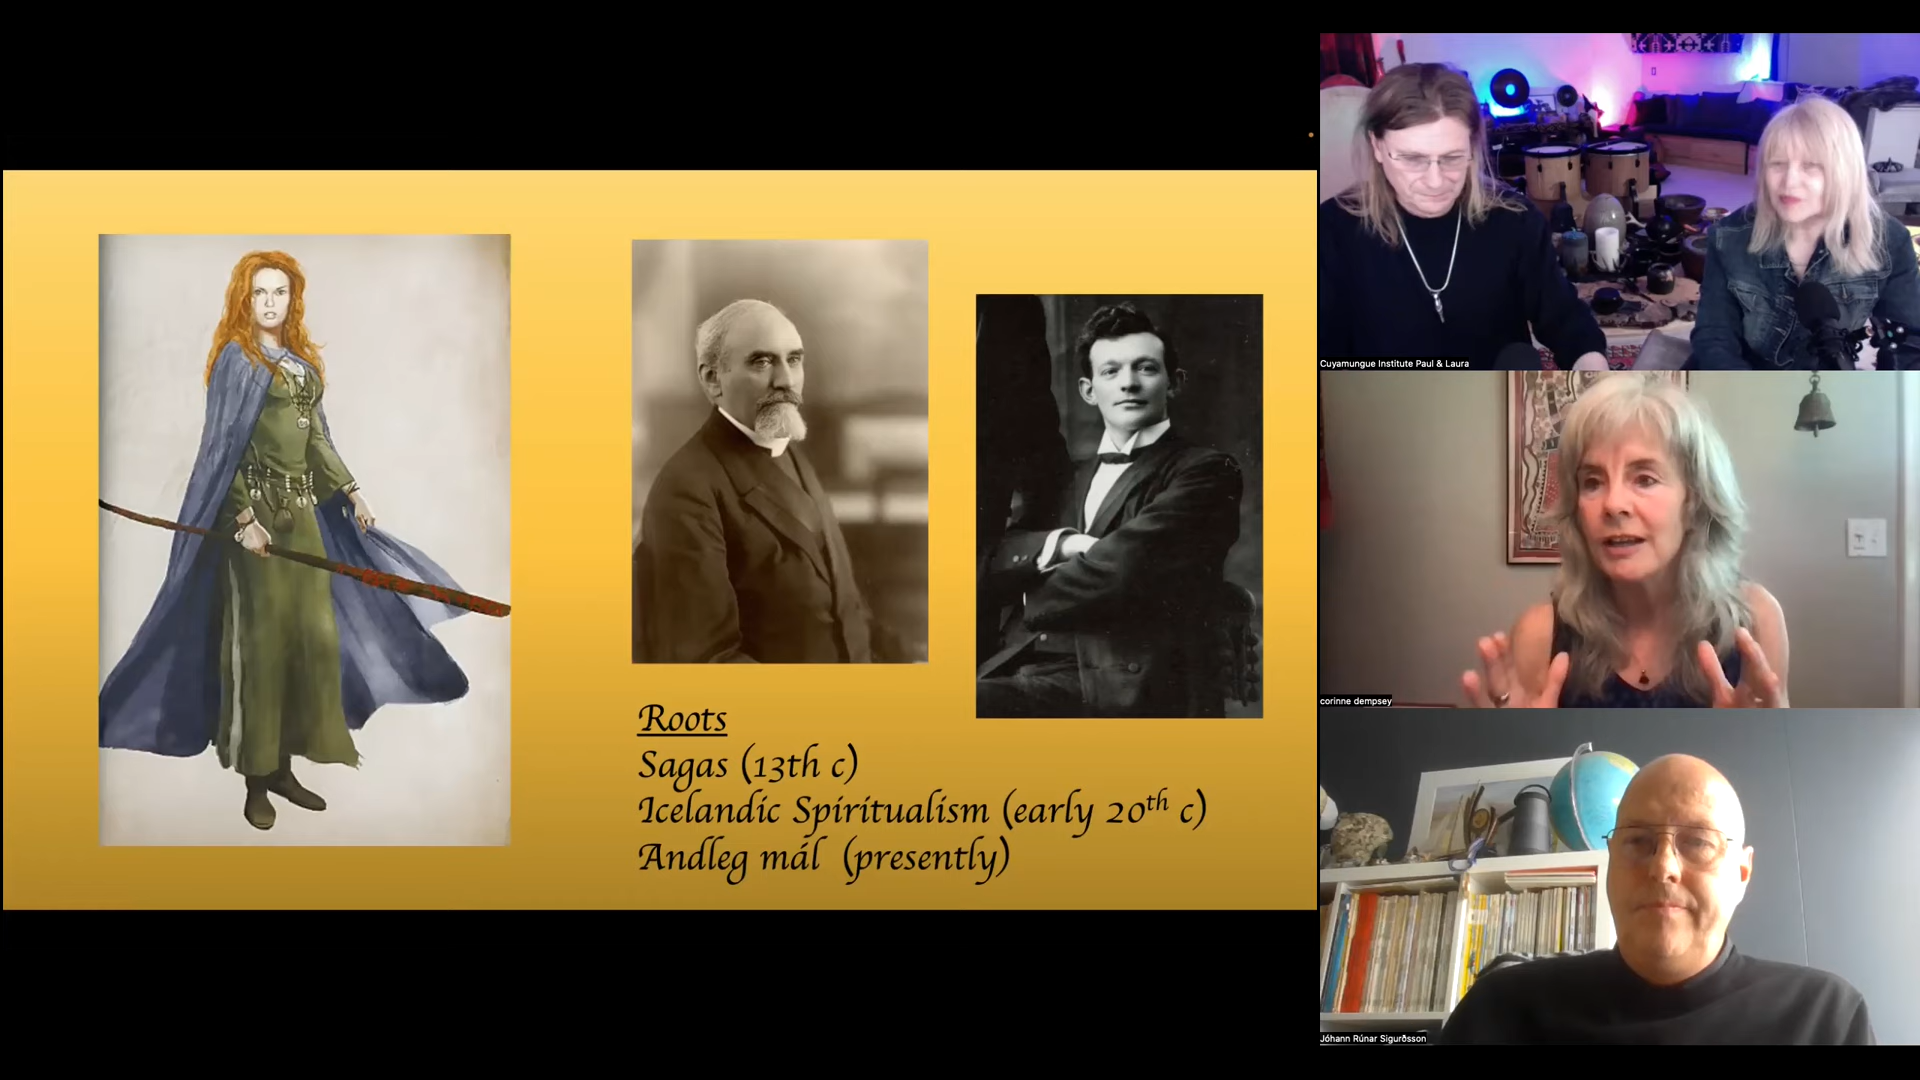 Roots
Sagas (13th c)
Icelandic Spiritualism (early 20th c)
Andleg mál (presently)
Cuyamungue Institute Paul & Laura
corinne dempsey
Jóhann Rúnar Sigurðsson